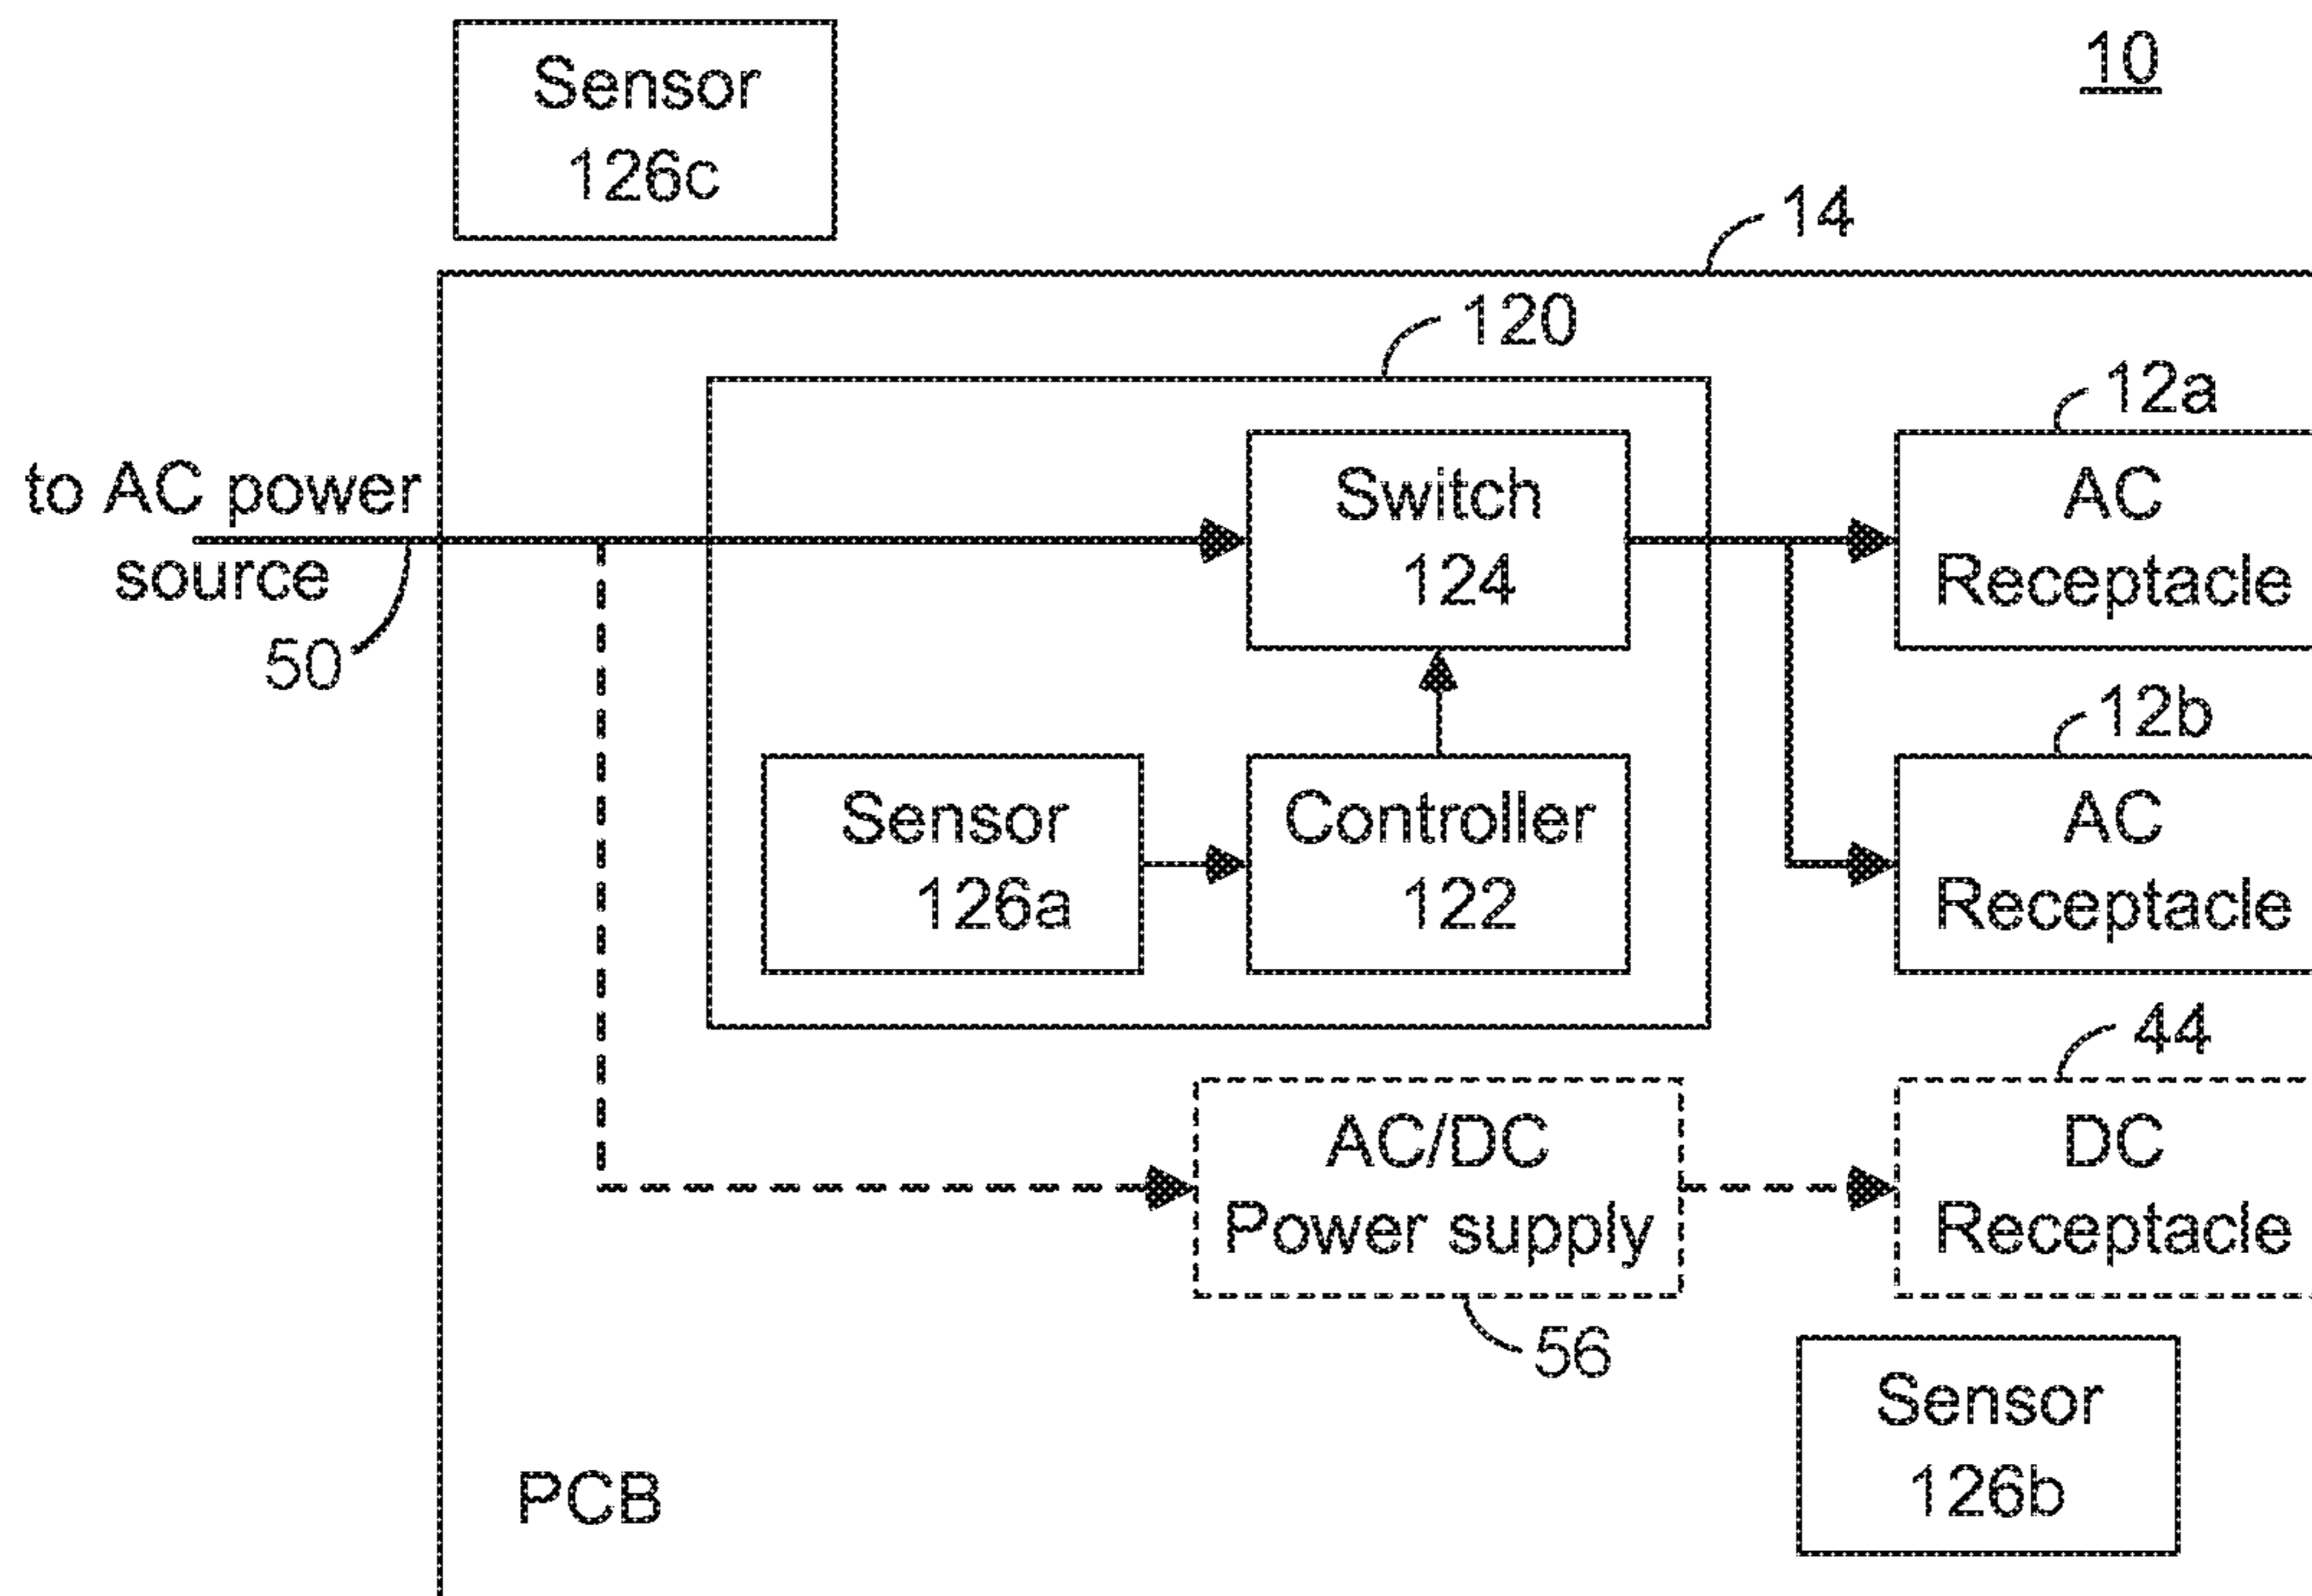 Sensor
126c
10
14
120
12a
to AC power
source
50
Switch
124
AC
Receptacle
12b
Sensor
126a
Controller
122
AC
Receptacle
44
AC/DC
Power supply
DC
Receptacle
56
Sensor
126b
PCB